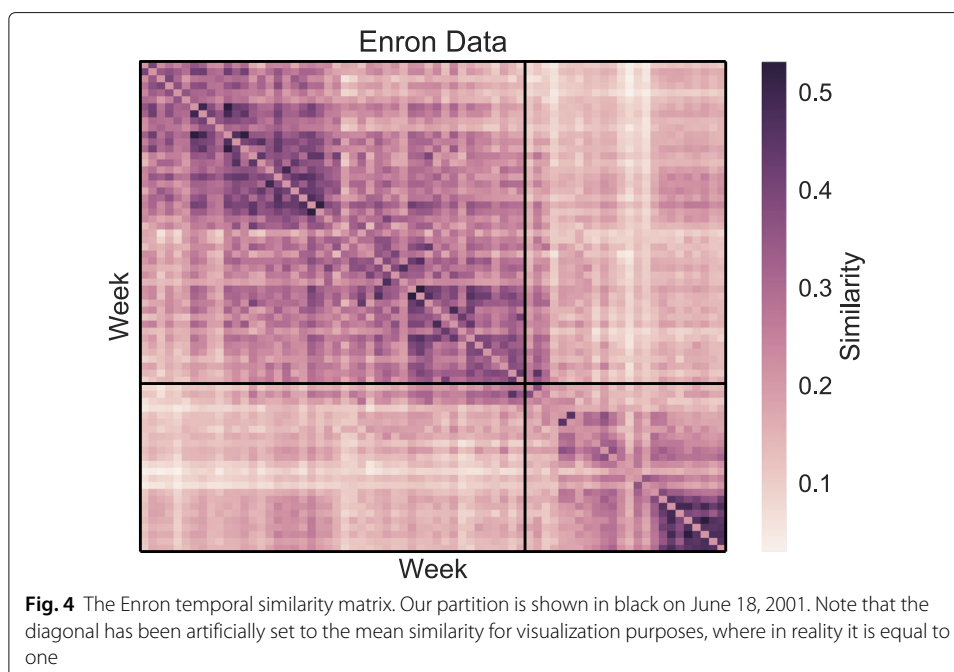 Enron Data
Week
Week
0.5
0.4
0.3
0.2
0.1
Similarity
Fig. 4 The Enron temporal similarity matrix. Our partition is shown in black on June 18, 2001. Note that the
diagonal has been artificially set to the mean similarity for visualization purposes, where in reality it is equal to
one